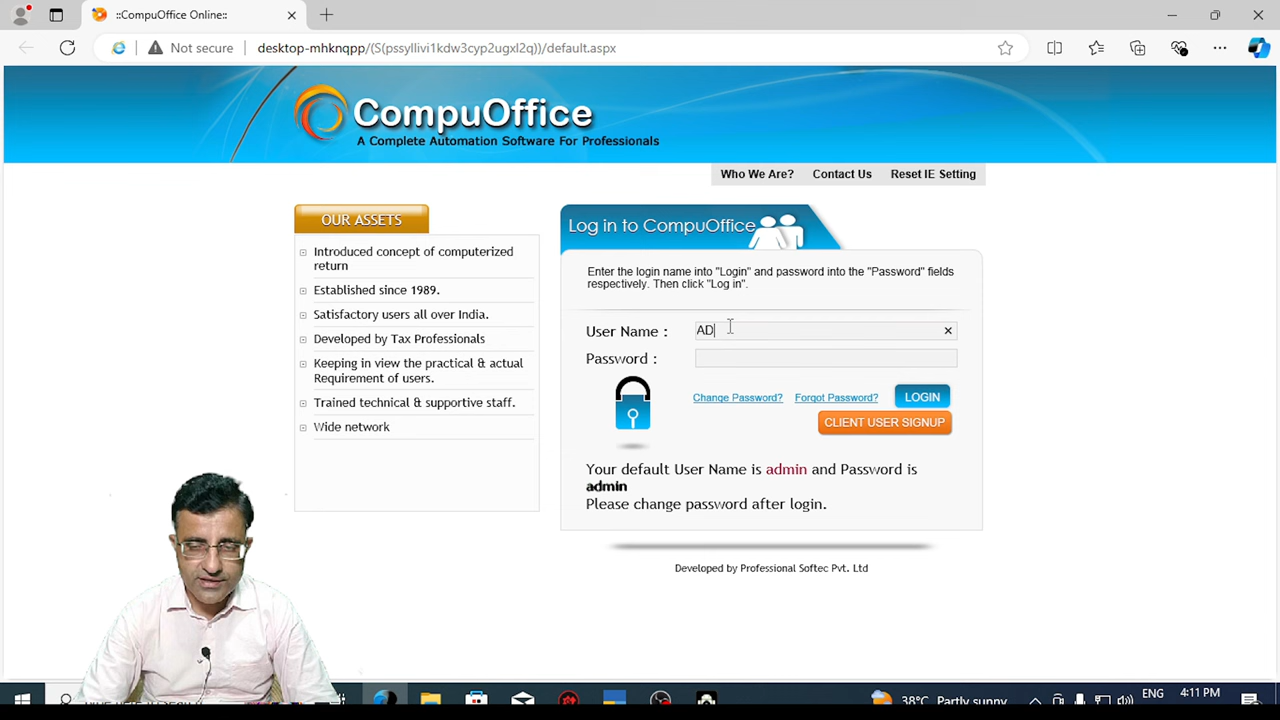 ::CompuOffice Online::
Not secure
desktop-mhknqpp/(S(pssyllivi1kdw3cyp2ugxl2q))/default.aspx
CompuOffice
A Complete Automation Software For Professionals
Who We Are?
Contact Us
Reset IE Setting
OUR ASSETS
Introduced concept of computerized
return
Established since 1989.
Satisfactory users all over India.
Developed by Tax Professionals
Keeping in view the practical & actual
Requirement of users.
Trained technical & supportive staff.
Wide network
Log in to CompuOffice
Enter the login name into "Login" and password into the "Password" fields
respectively. Then click "Log in".
User Name :
AD
Password :
Change Password?
Forgot Password?
LOGIN
CLIENT USER SIGNUP
Your default User Name is admin and Password is
admin
Please change password after login.
Developed by Professional Softec Pvt. Ltd
38°C Partly sunny
ENG
4:11 PM